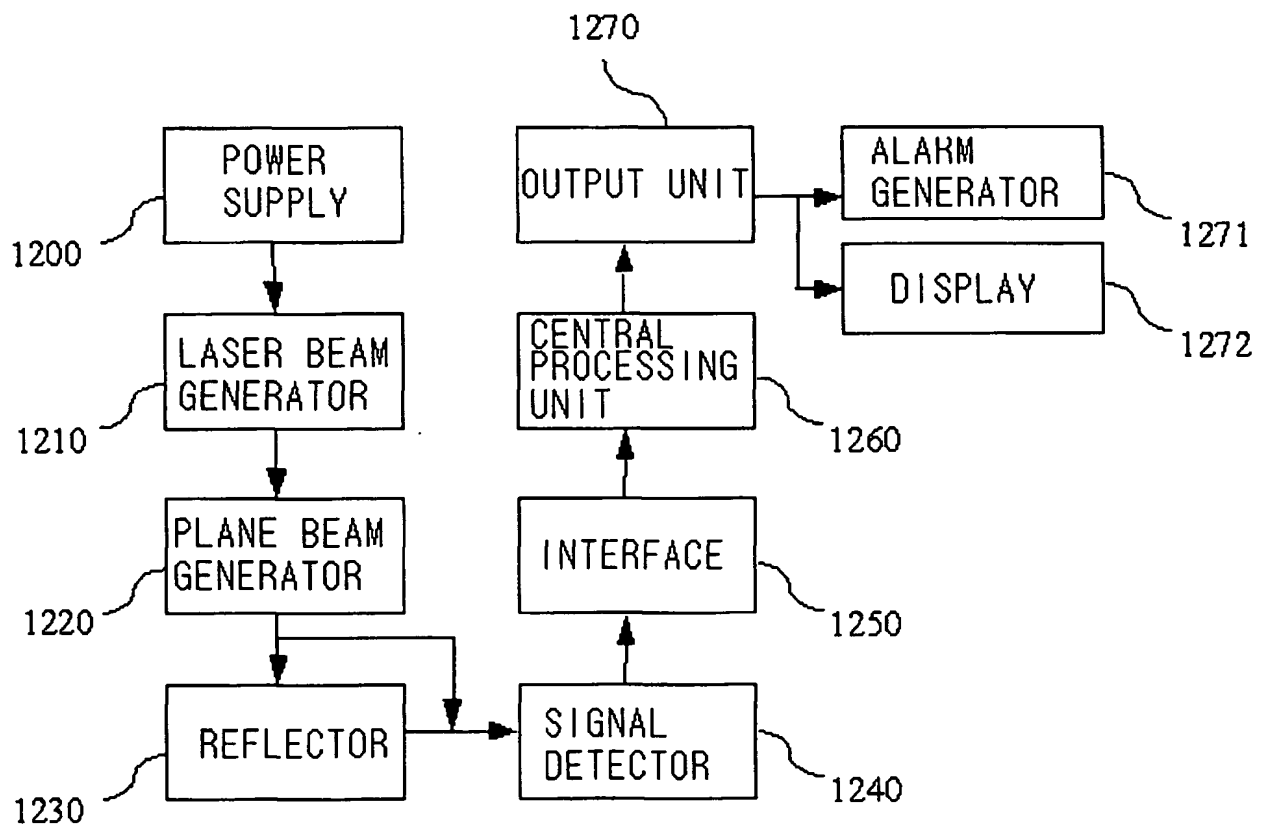 1270
POWER
SUPPLY
1200
OUTPUT UNIT
ALARM
GENERATOR
1271
DISPLAY
1272
LASER BEAM
GENERATOR
1210
CENTRAL
PROCESSING
UNIT
1260
PLANE BEAM
GENERATOR
1220
INTERFACE
1250
REFLECTOR
1230
SIGNAL
DETECTOR
1240